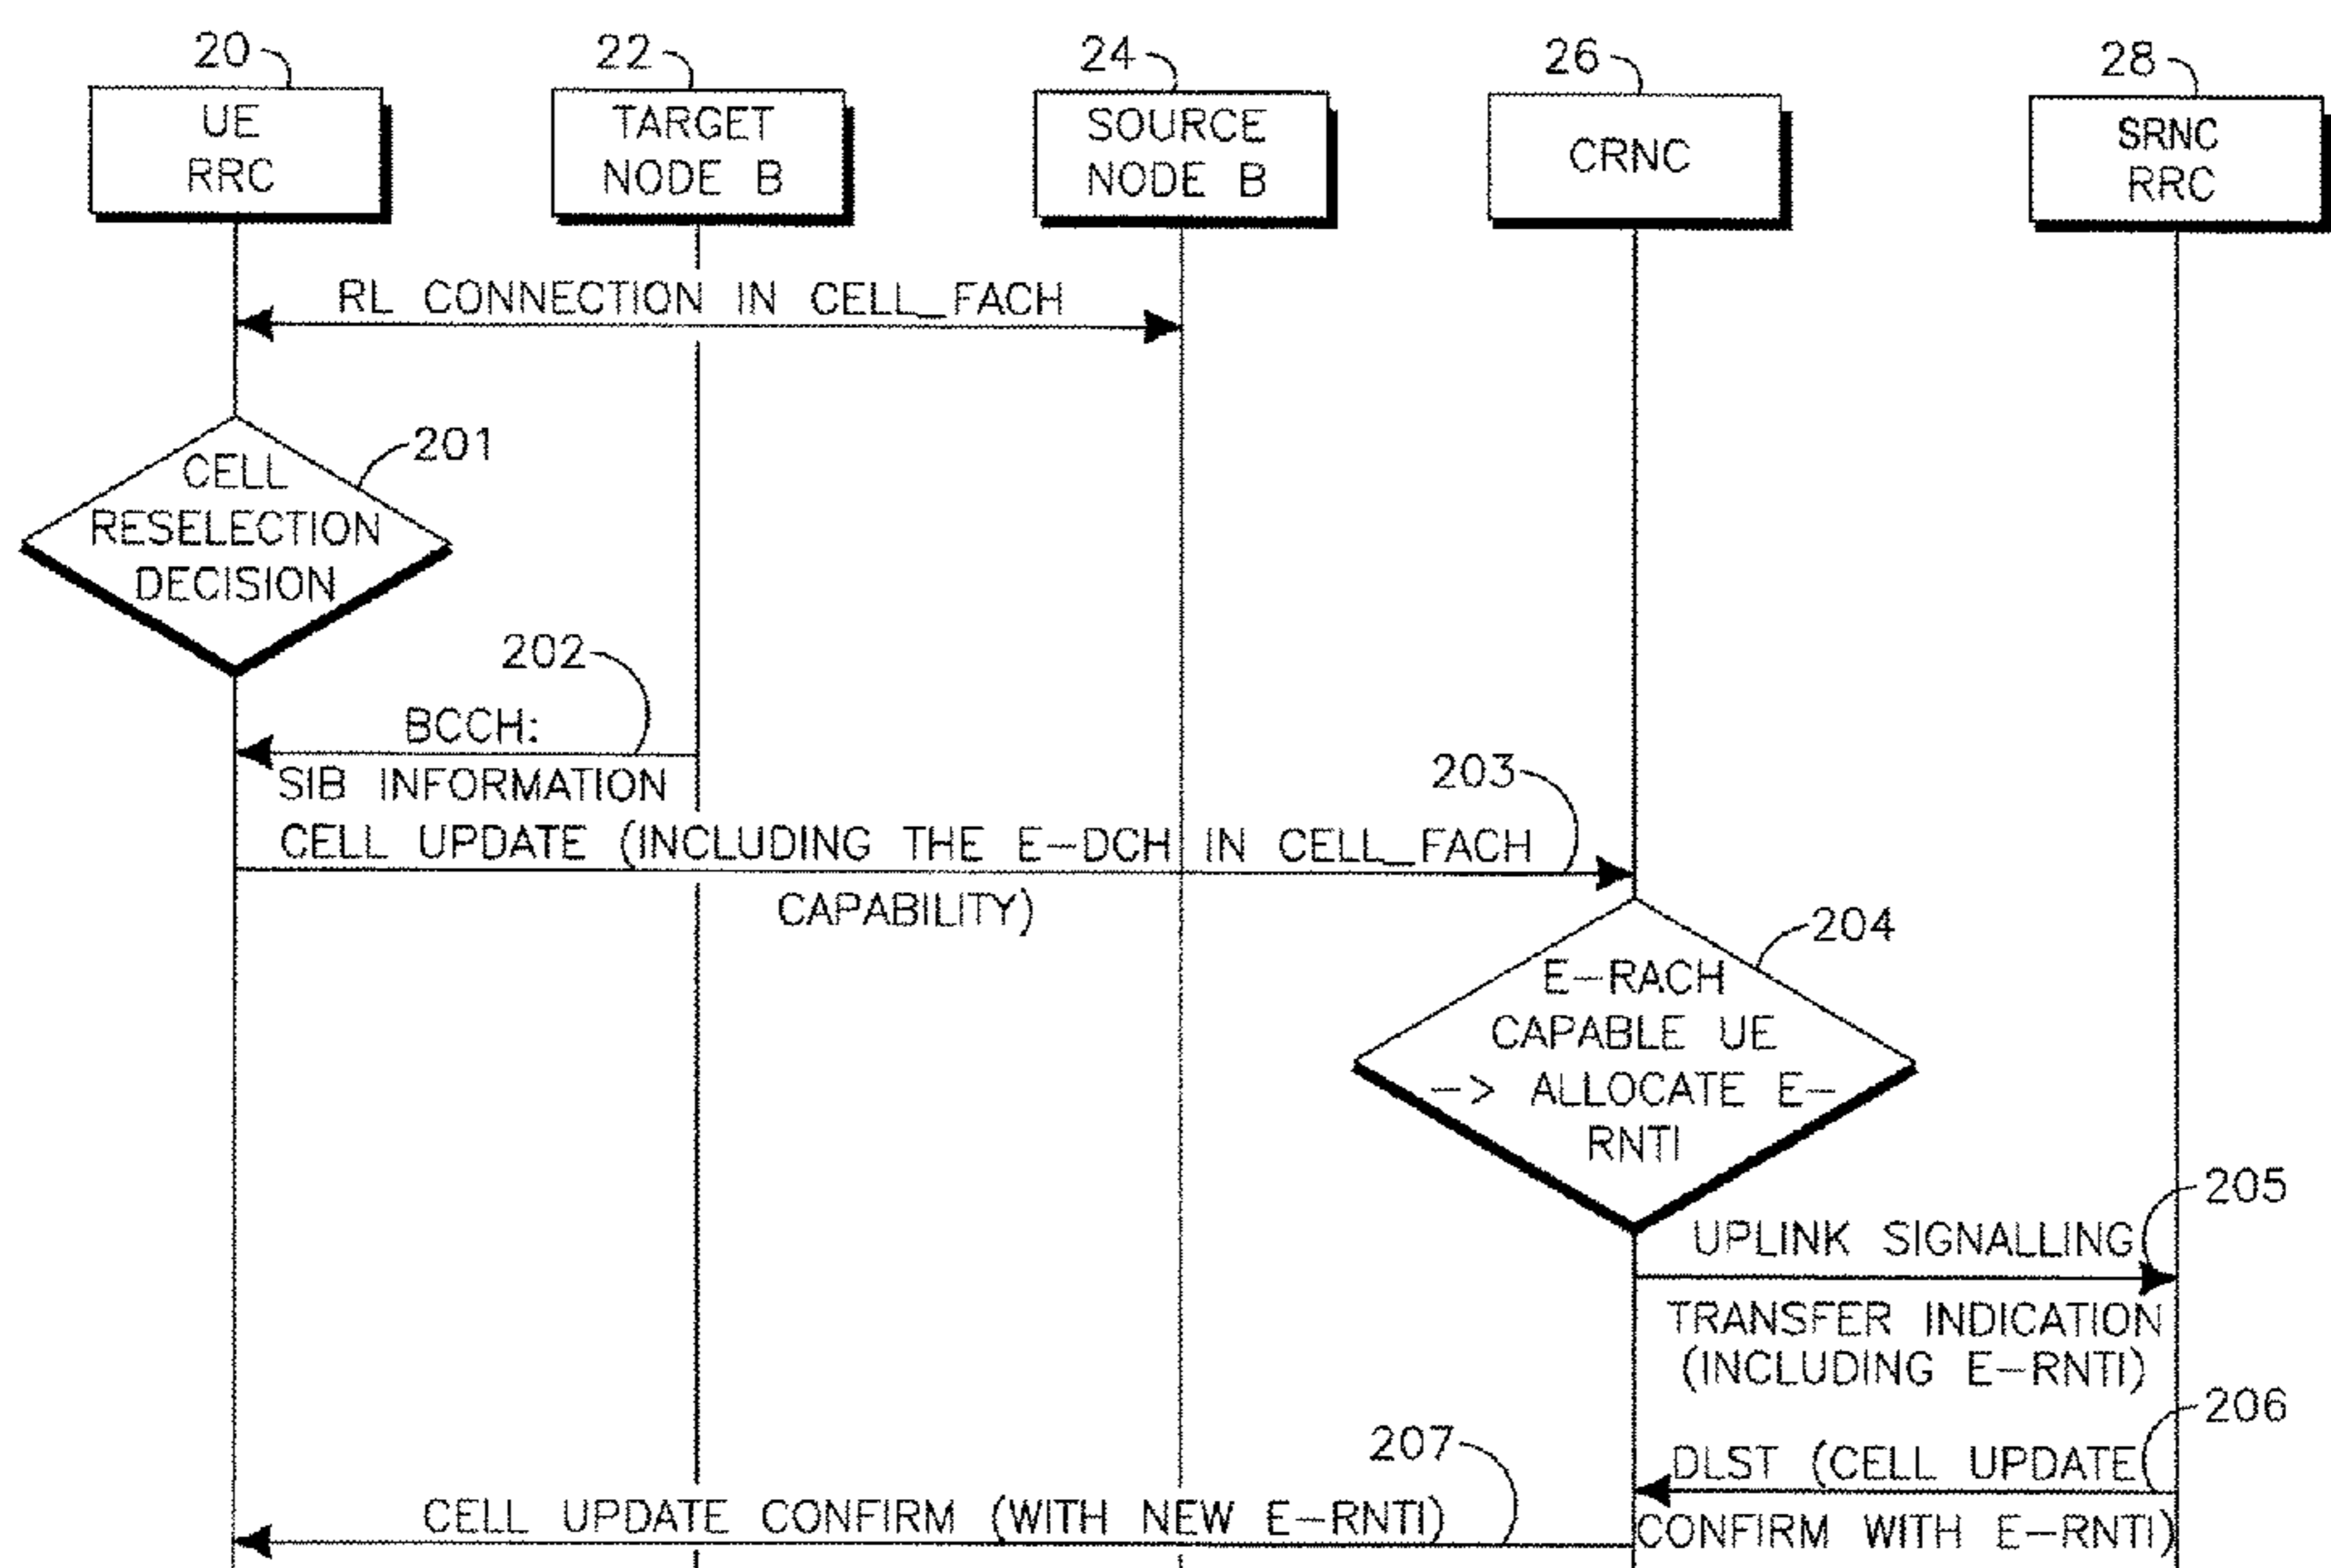 20
22
24
26
28
UE
RRC
TARGET
NODE B
SOURCE
NODE B
CRNC
SRNC
RRC
RL CONNECTION IN CELL_FACH
201
CELL
RESELECTION
DECISION
202
BCCH:
SIB INFORMATION
203
CELL UPDATE (INCLUDING THE E-DCH IN CELL_FACH
CAPABILITY)
204
E-RACH
CAPABLE UE
-> ALLOCATE E-
RNTI
205
UPLINK SIGNALLING
TRANSFER INDICATION
(INCLUDING E-RNTI)
206
DLST (CELL UPDATE
CONFIRM WITH E-RNTI)
207
CELL UPDATE CONFIRM (WITH NEW E-RNTI)